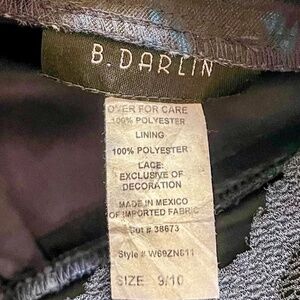 B. DARLIN
OVER FOR CARE
100% POLYESTER
LINING
100% POLYESTER
LACE:
EXCLUSIVE OF
DECORATION
MADE IN MEXICO
OF IMPORTED FABRIC
Cut # 38673
Style # W69ZN611
SIZE 9/10